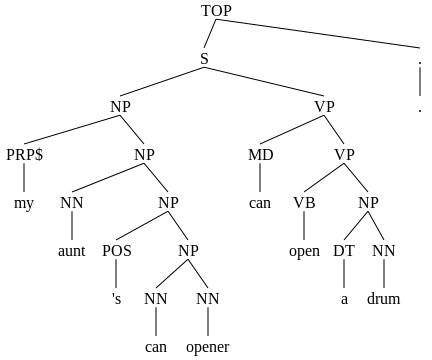 TOP
S .
NP VP
PRP$ NP MD VP .
my NN NP can VB NP
aunt POS NP open DT NN
's NN NN a drum
can opener